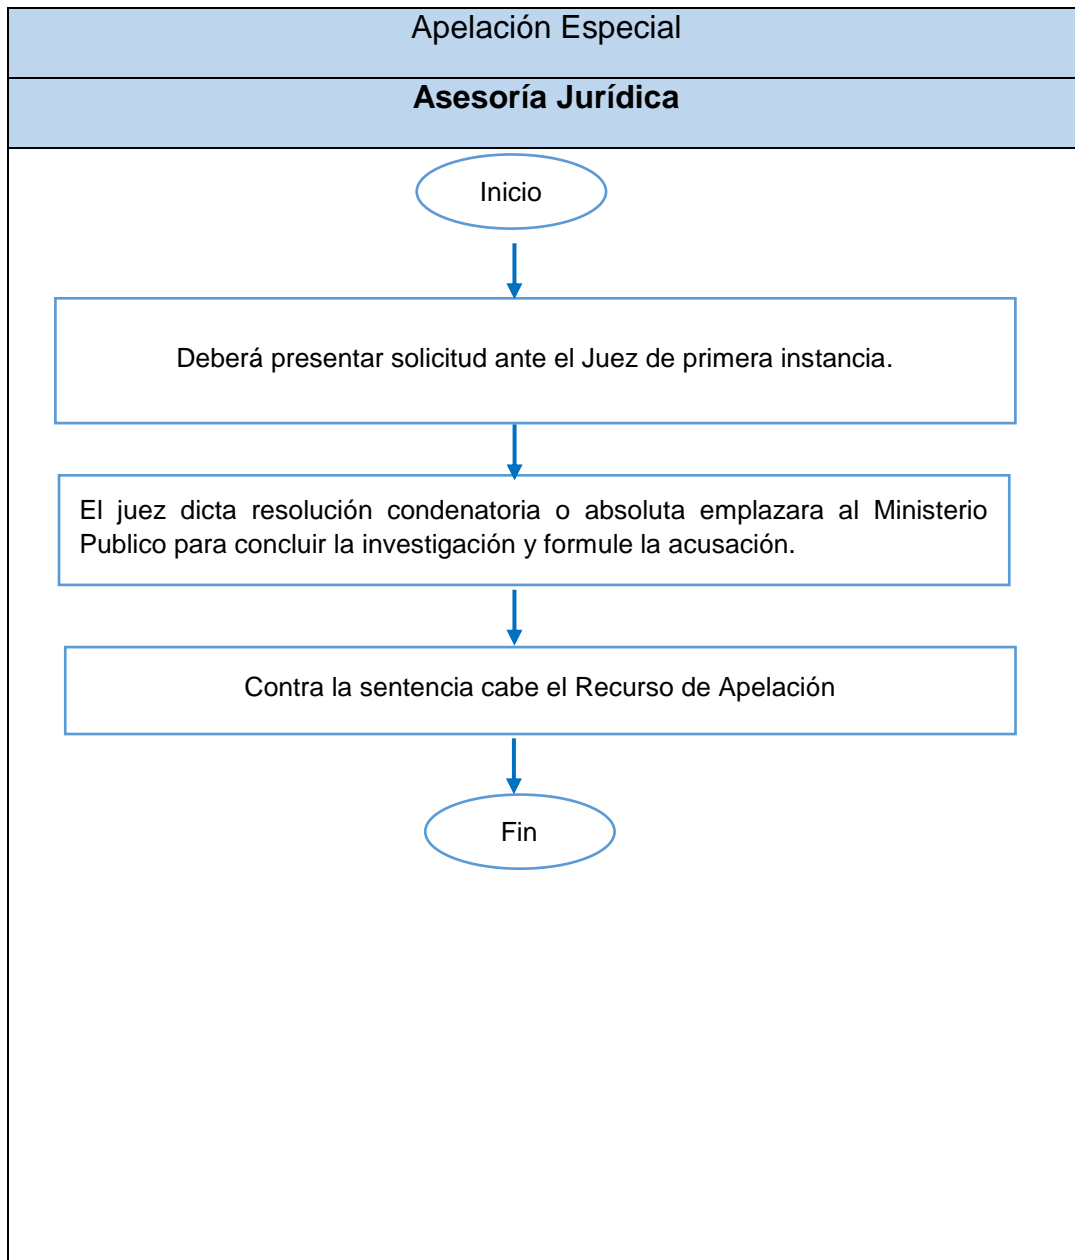 Apelación Especial
Asesoría Jurídica
Inicio
Deberá presentar solicitud ante el Juez de primera instancia.
El juez dicta resolución condenatoria o absoluta emplazara al Ministerio
Publico para concluir la investigación y formule la acusación.
Contra la sentencia cabe el Recurso de Apelación
Fin